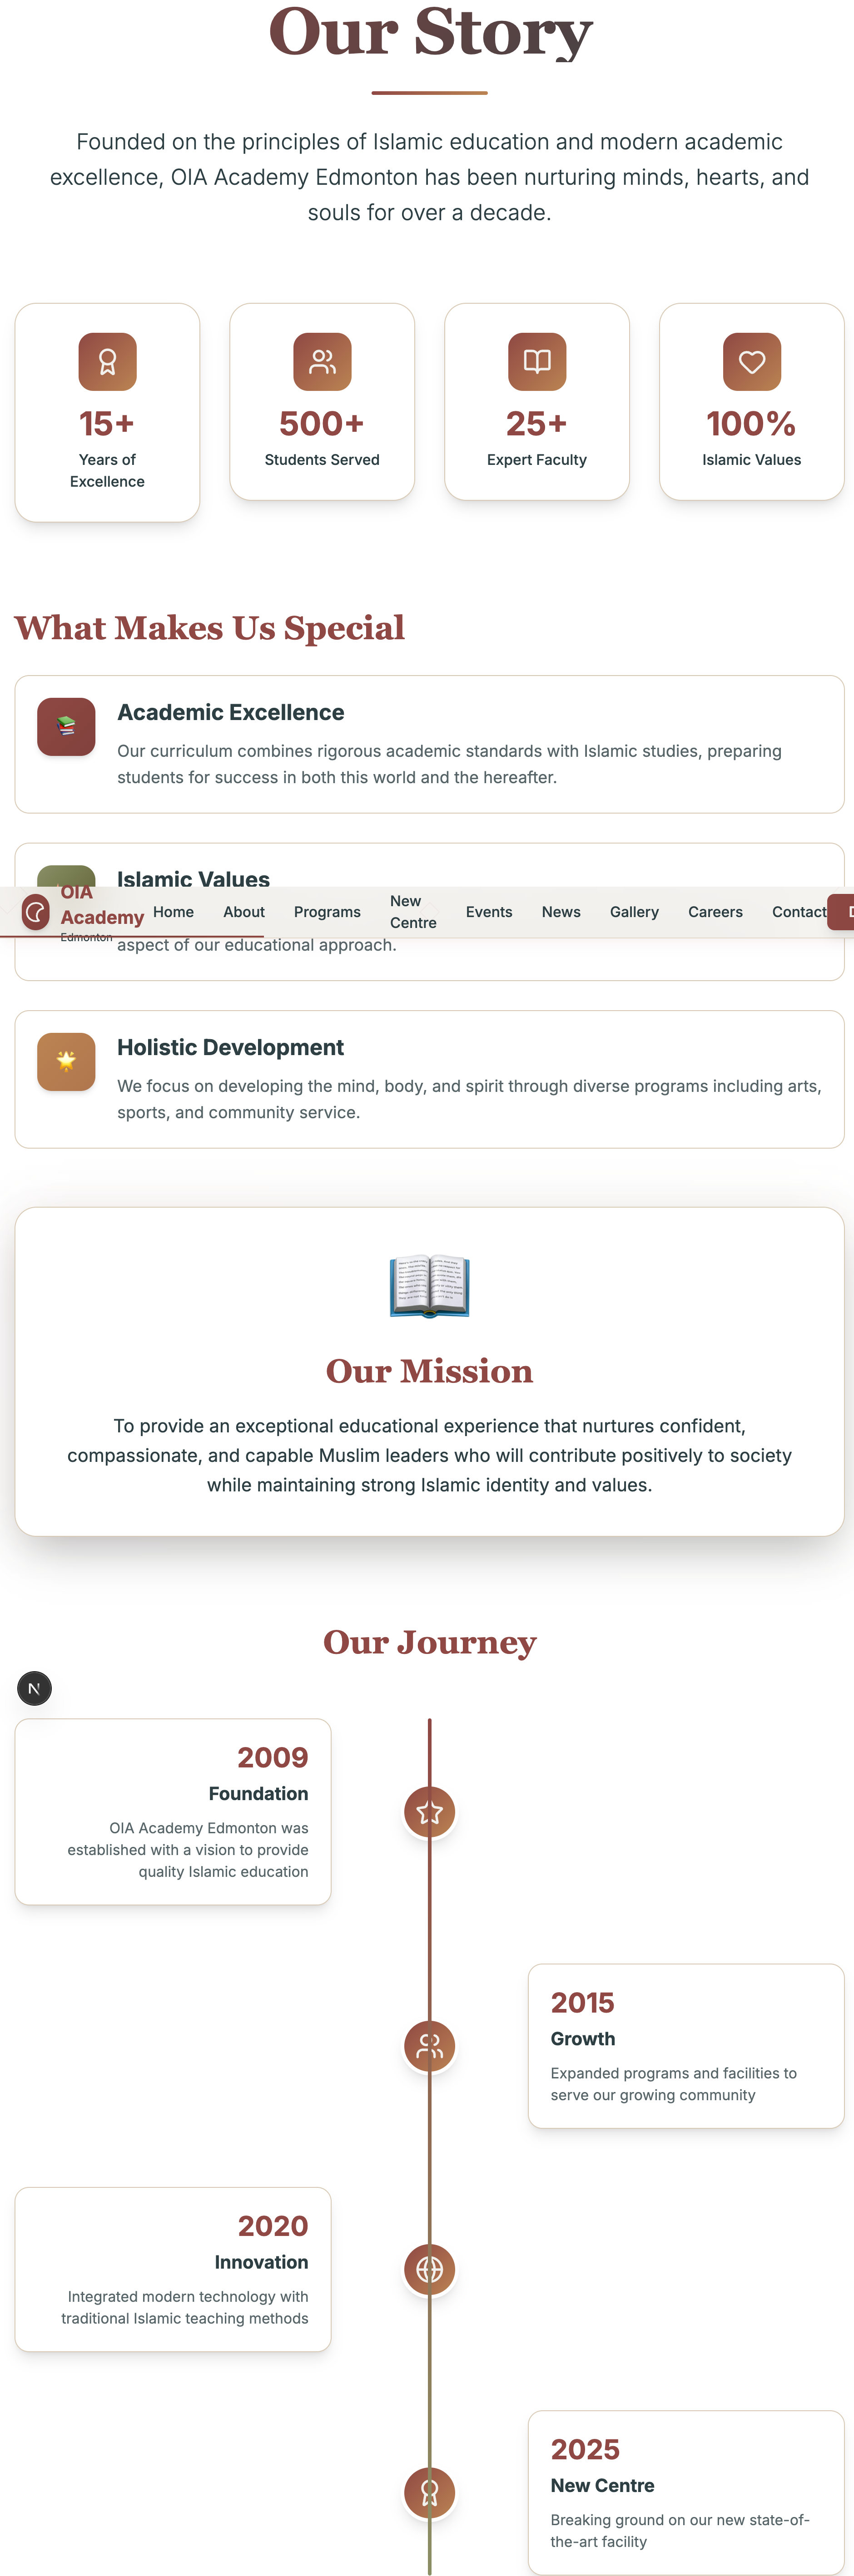 Our Story
Founded on the principles of Islamic education and modern academic
excellence, OIA Academy Edmonton has been nurturing minds, hearts, and
souls for over a decade.
15+
Years of
Excellence
500+
Students Served
25+
Expert Faculty
100%
Islamic Values
What Makes Us Special
Academic Excellence
Our curriculum combines rigorous academic standards with Islamic studies, preparing
students for success in both this world and the hereafter.
Islamic Values
OIA
Academy
Edmonton
Home
About
Programs
New
Centre
Events
News
Gallery
Careers
Contact
aspect of our educational approach.
Holistic Development
We focus on developing the mind, body, and spirit through diverse programs including arts,
sports, and community service.
Our Mission
To provide an exceptional educational experience that nurtures confident,
compassionate, and capable Muslim leaders who will contribute positively to society
while maintaining strong Islamic identity and values.
Our Journey
N
2009
Foundation
OIA Academy Edmonton was
established with a vision to provide
quality Islamic education
2015
Growth
Expanded programs and facilities to
serve our growing community
2020
Innovation
Integrated modern technology with
traditional Islamic teaching methods
2025
New Centre
Breaking ground on our new state-of-
the-art facility